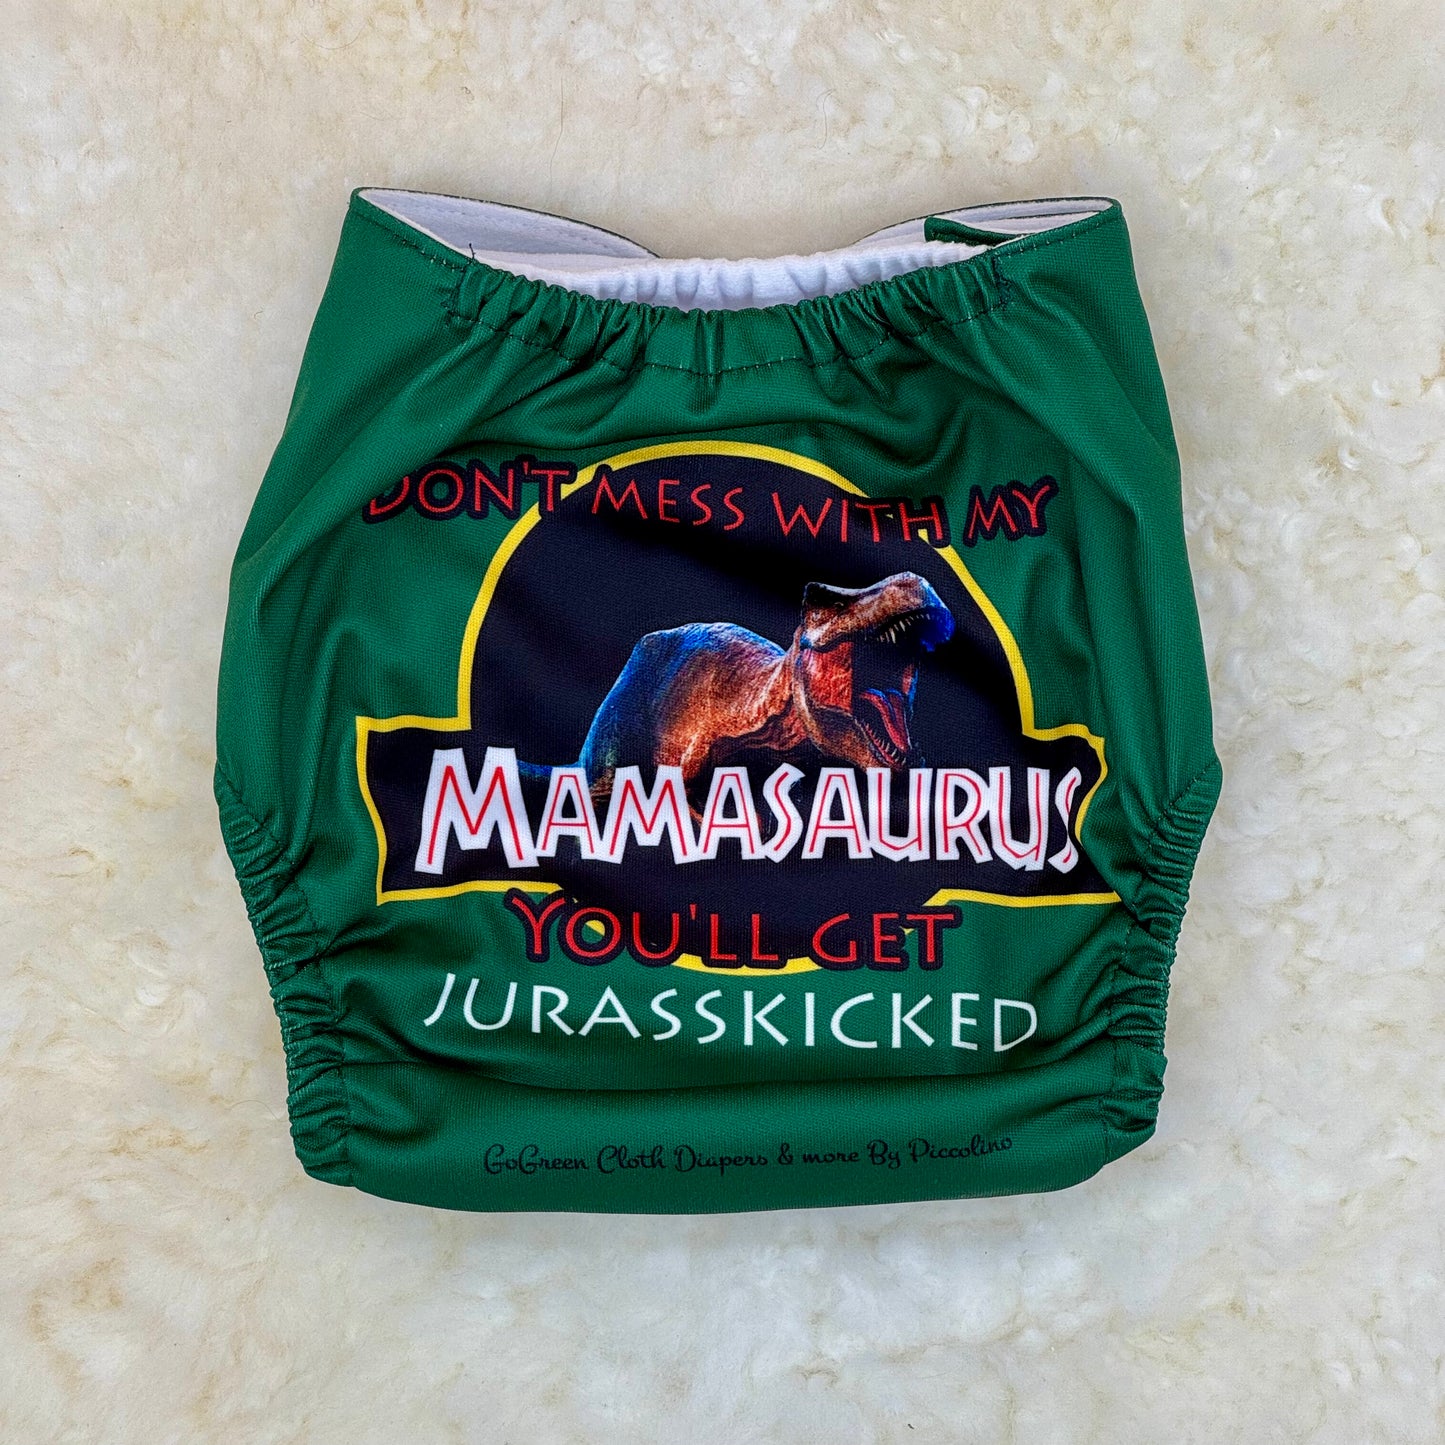 DON'T MESS WITH MY
MAMASAURUS
YOU'LL GET
JURASSKICKED
GoGreen Cloth Diapers & more By Piccolino